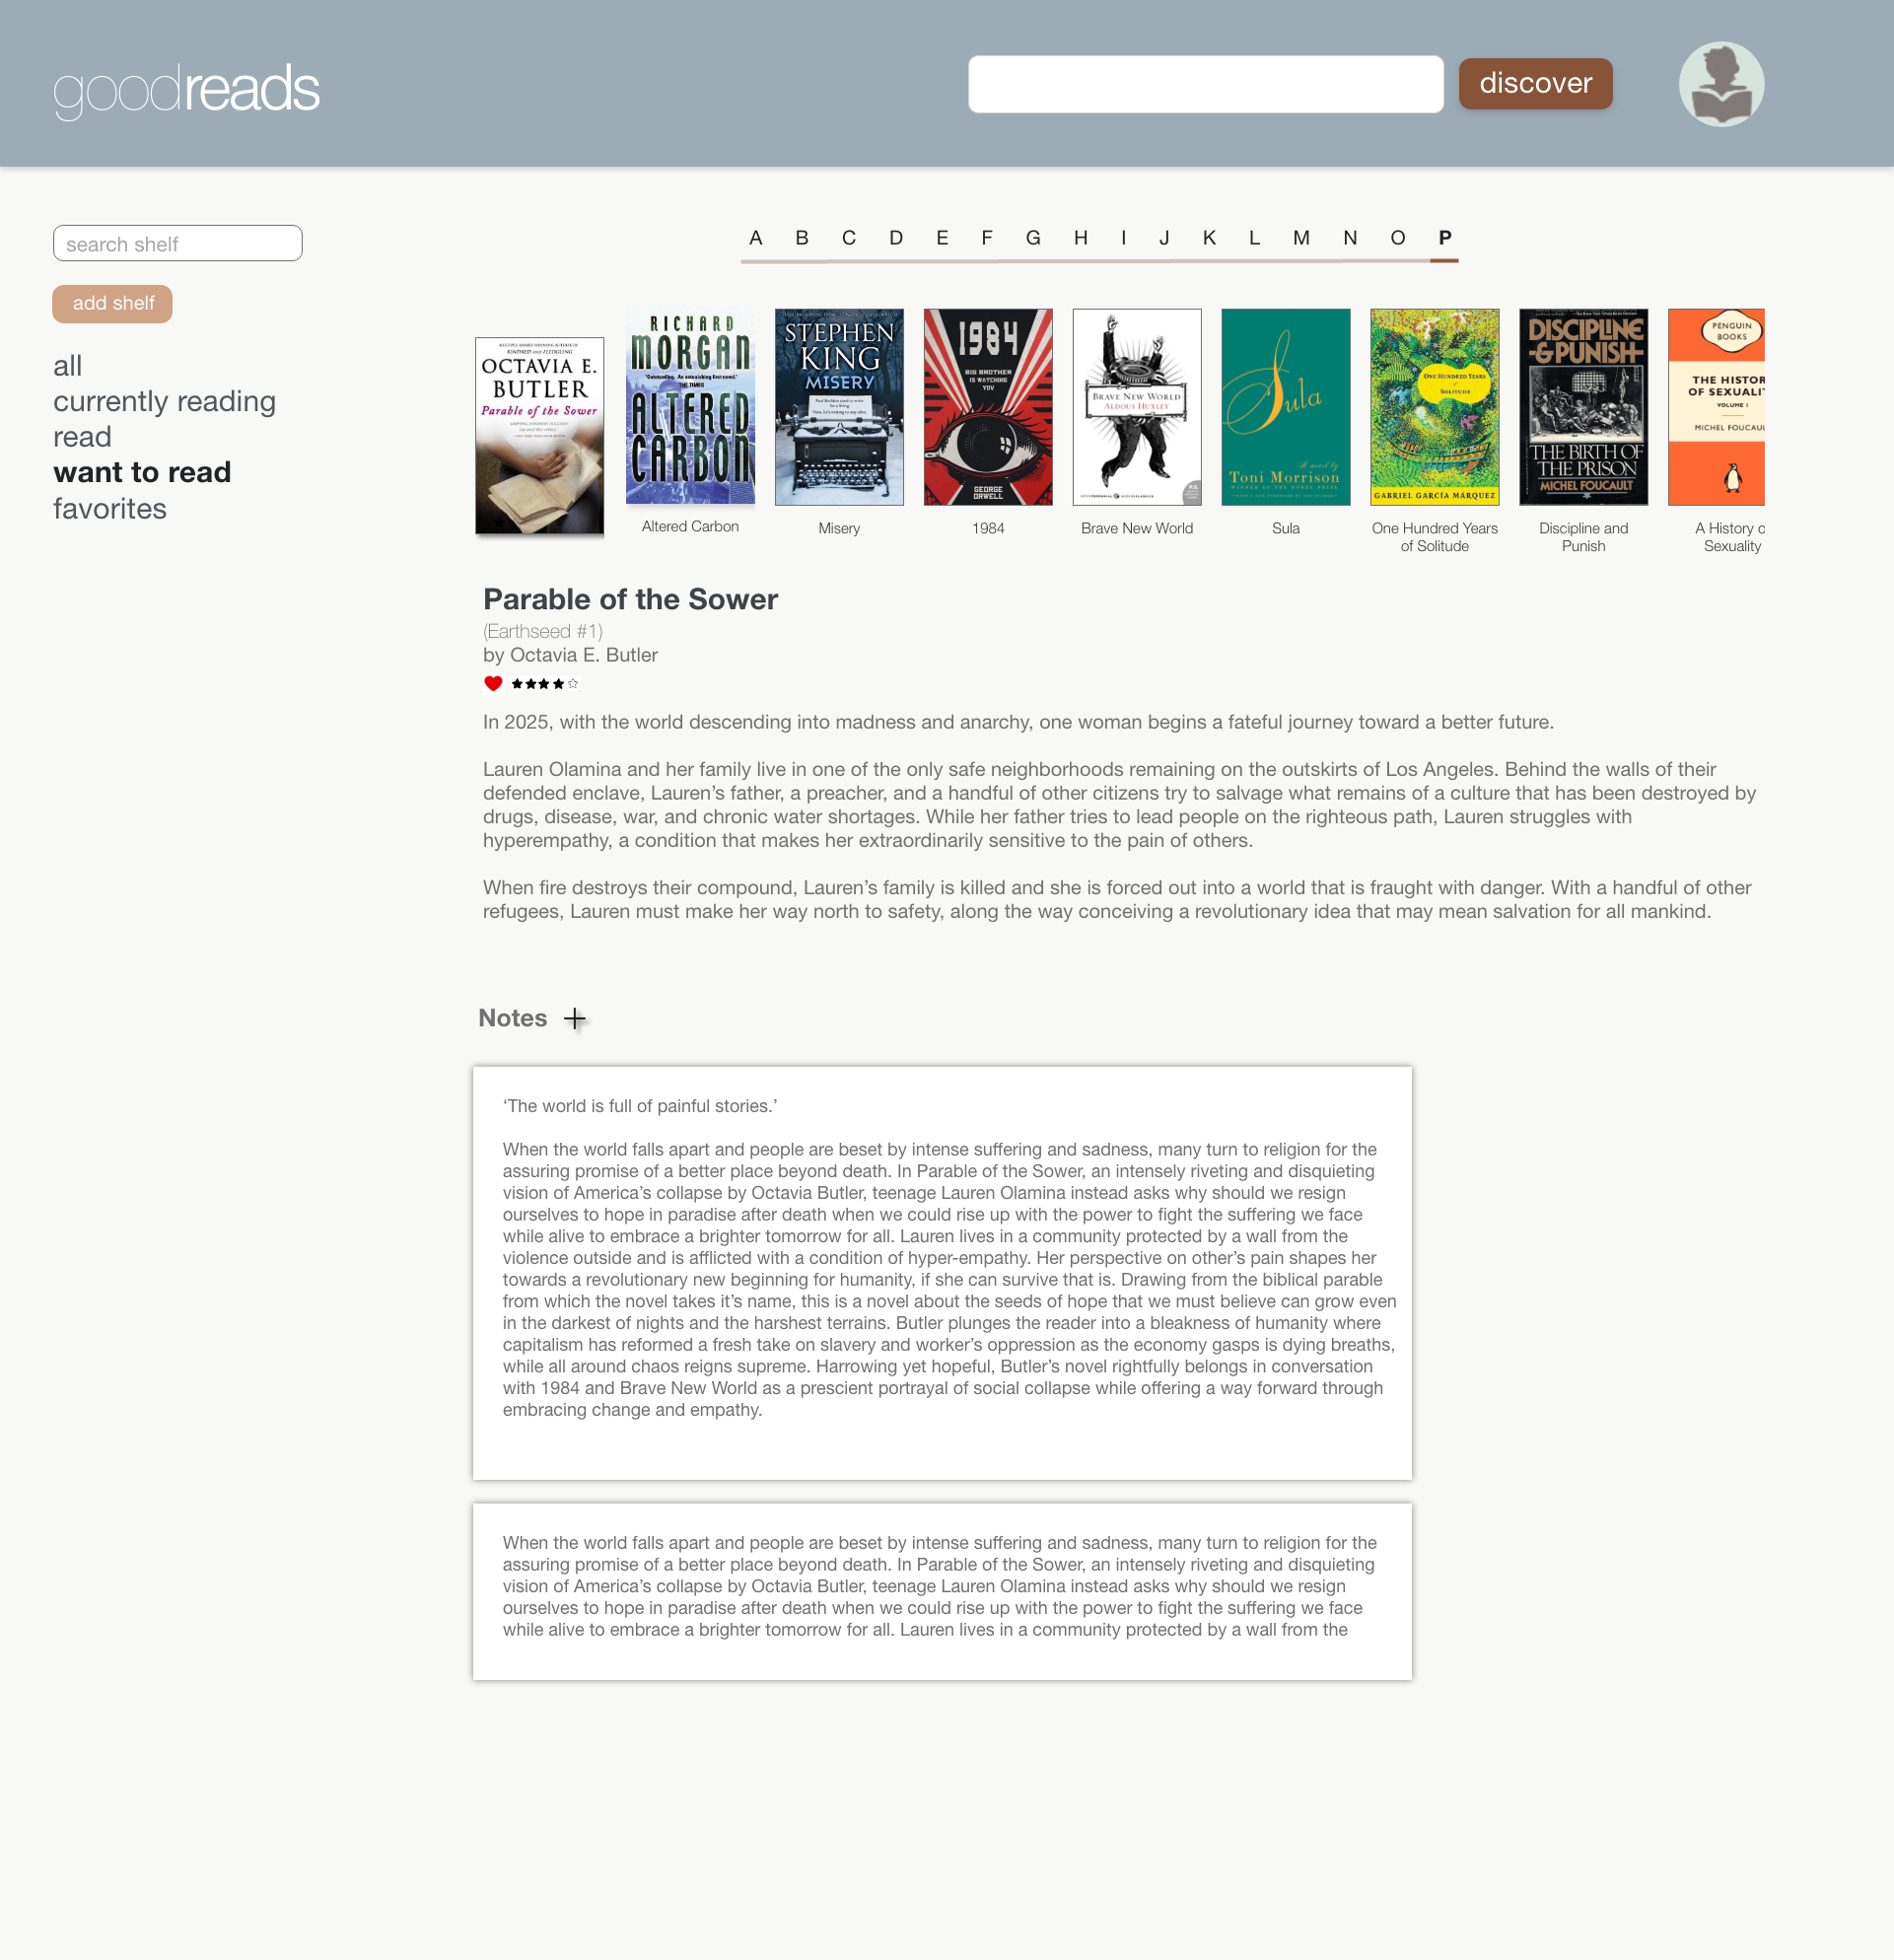 goodreads
discover
search shelf
add shelf
all
currently reading
read
want to read
favorites
A B C D E F G H I J K L M N O P
OCTAVIA E.
BUTLER
Parable of the Sower
RICHARD
MORGAN
THE TIMES
ALTERED
CARBON
Altered Carbon
STEPHEN
KING
MISERY
Misery
1984
BIG BROTHER
IS WATCHING
YOU
GEORGE
ORWELL
1984
BRAVE NEW WORLD
ALDOUS HUXLEY
P.S.
Brave New World
Sula
a novel by
Toni Morrison
WINNER OF THE NOBEL PRIZE
Sula
ONE HUNDRED YEARS
of
SOLITUDE
GABRIEL GARCÍA MÁRQUEZ
One Hundred Years
of Solitude
DISCIPLINE
&PUNISH
THE BIRTH OF
THE PRISON
MICHEL FOUCAULT
Discipline and
Punish
PENGUIN
BOOKS
THE HISTOR
OF SEXUALIT
VOLUME I
MICHEL FOUCAUL
A History o
Sexuality
Parable of the Sower
(Earthseed #1)
by Octavia E. Butler
In 2025, with the world descending into madness and anarchy, one woman begins a fateful journey toward a better future.
Lauren Olamina and her family live in one of the only safe neighborhoods remaining on the outskirts of Los Angeles. Behind the walls of their
defended enclave, Lauren’s father, a preacher, and a handful of other citizens try to salvage what remains of a culture that has been destroyed by
drugs, disease, war, and chronic water shortages. While her father tries to lead people on the righteous path, Lauren struggles with
hyperempathy, a condition that makes her extraordinarily sensitive to the pain of others.
When fire destroys their compound, Lauren’s family is killed and she is forced out into a world that is fraught with danger. With a handful of other
refugees, Lauren must make her way north to safety, along the way conceiving a revolutionary idea that may mean salvation for all mankind.
Notes +
‘The world is full of painful stories.’
When the world falls apart and people are beset by intense suffering and sadness, many turn to religion for the
assuring promise of a better place beyond death. In Parable of the Sower, an intensely riveting and disquieting
vision of America’s collapse by Octavia Butler, teenage Lauren Olamina instead asks why should we resign
ourselves to hope in paradise after death when we could rise up with the power to fight the suffering we face
while alive to embrace a brighter tomorrow for all. Lauren lives in a community protected by a wall from the
violence outside and is afflicted with a condition of hyper-empathy. Her perspective on other’s pain shapes her
towards a revolutionary new beginning for humanity, if she can survive that is. Drawing from the biblical parable
from which the novel takes it’s name, this is a novel about the seeds of hope that we must believe can grow even
in the darkest of nights and the harshest terrains. Butler plunges the reader into a bleakness of humanity where
capitalism has reformed a fresh take on slavery and worker’s oppression as the economy gasps is dying breaths,
while all around chaos reigns supreme. Harrowing yet hopeful, Butler’s novel rightfully belongs in conversation
with 1984 and Brave New World as a prescient portrayal of social collapse while offering a way forward through
embracing change and empathy.
When the world falls apart and people are beset by intense suffering and sadness, many turn to religion for the
assuring promise of a better place beyond death. In Parable of the Sower, an intensely riveting and disquieting
vision of America’s collapse by Octavia Butler, teenage Lauren Olamina instead asks why should we resign
ourselves to hope in paradise after death when we could rise up with the power to fight the suffering we face
while alive to embrace a brighter tomorrow for all. Lauren lives in a community protected by a wall from the